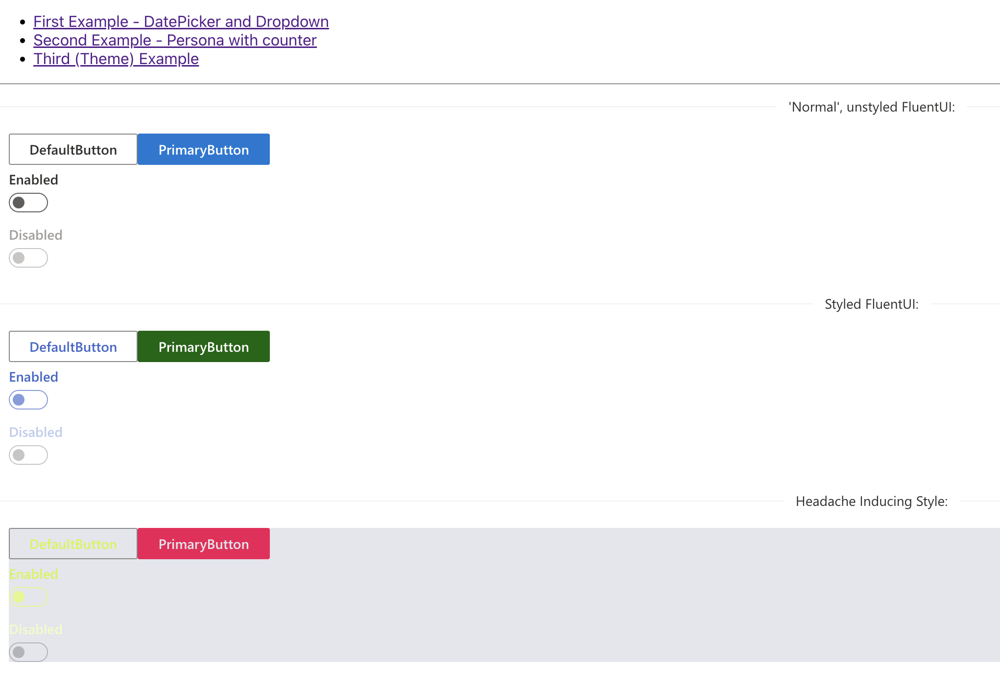 First Example - DatePicker and Dropdown
Second Example - Persona with counter
Third (Theme) Example
'Normal', unstyled FluentUI:
DefaultButton PrimaryButton
Enabled
Disabled
Styled FluentUI:
DefaultButton PrimaryButton
Enabled
Disabled
Headache Inducing Style:
DefaultButton PrimaryButton
Enabled
Disabled